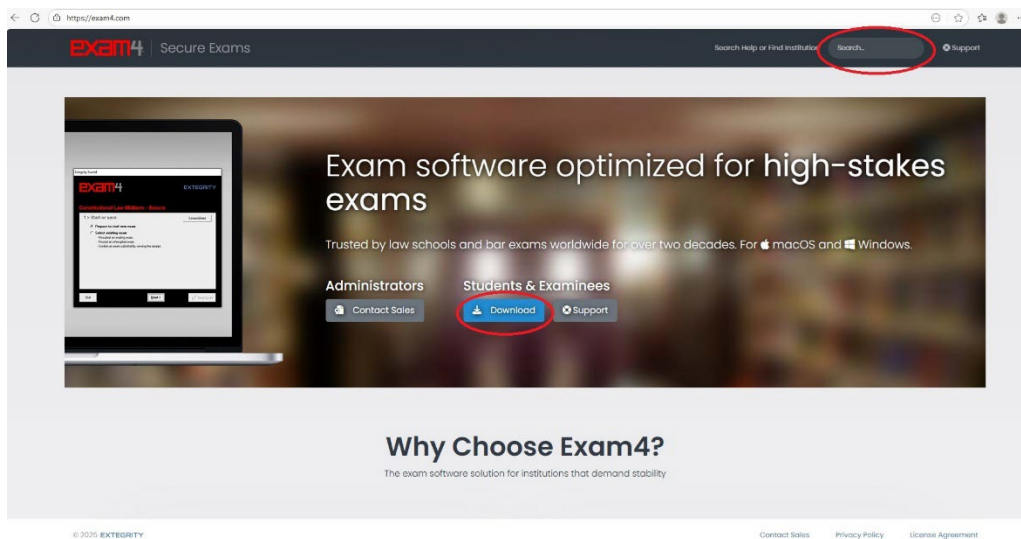 https://exam4.com
exam4 | Secure Exams
Search Help or Find Institution
Search...
Support
Extegrity Exam4
exam4
EXTEGRITY
Exam software optimized for high-stakes
exams
Trusted by law schools and bar exams worldwide for over two decades. For macOS and Windows.
Administrators
Students & Examinees
Contact Sales
Download
Support
Why Choose Exam4?
The exam software solution for institutions that demand stability
© 2025 EXTEGRITY
Contact Sales
Privacy Policy
License Agreement